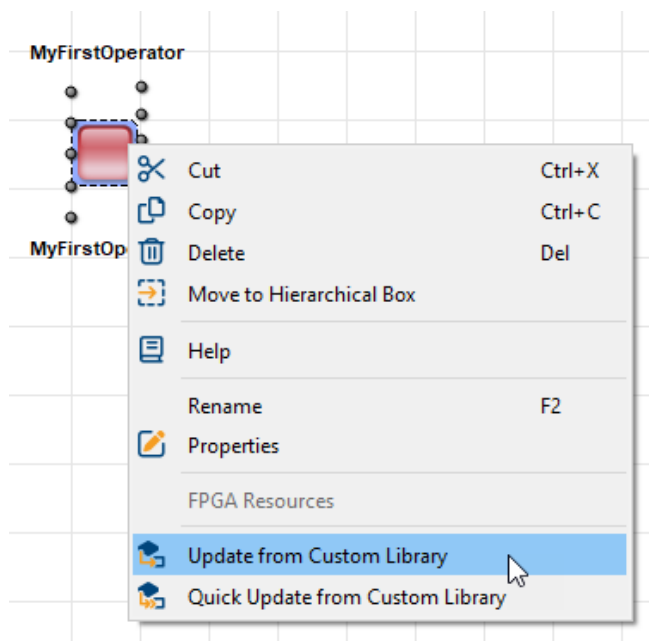 MyFirstOperator
Cut Ctrl+X
Copy Ctrl+C
MyFirstOp
Delete Del
Move to Hierarchical Box
Help
Rename F2
Properties
FPGA Resources
Update from Custom Library
Quick Update from Custom Library